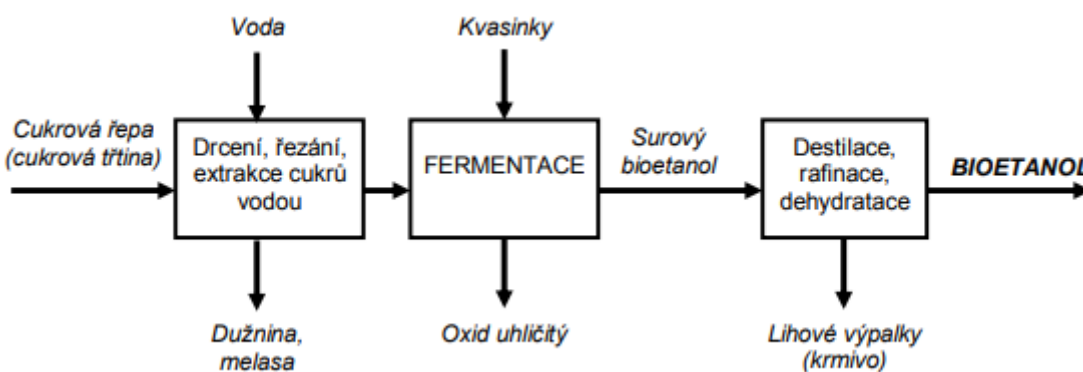 Voda
Kvasinky
Cukrová řepa
(cukrová třtina)
Drcení, řezání,
extrakce cukrů
vodou
FERMENTACE
Surový
bioetanol
Destilace,
rafinace,
dehydratace
BIOETANOL
Dužnina,
melasa
Oxid uhličitý
Lihové výpalky
(krmivo)